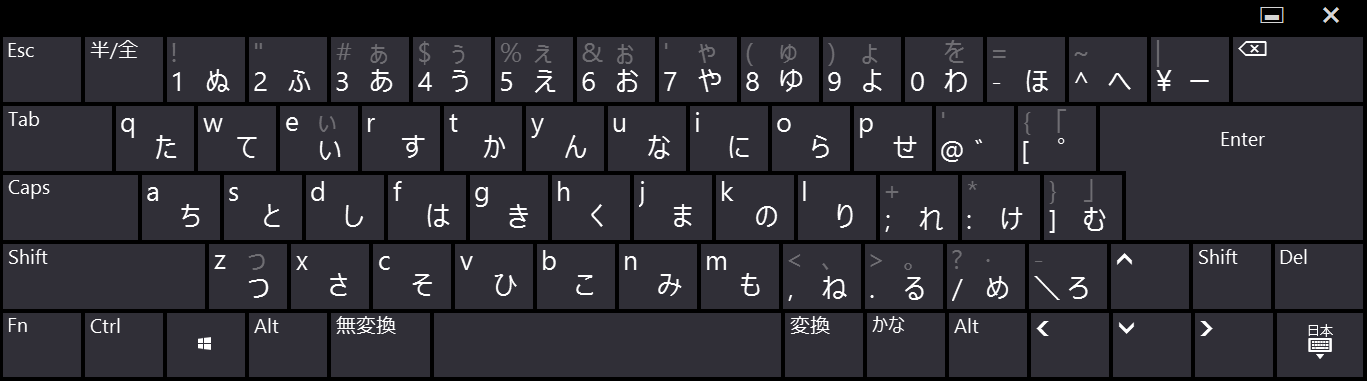 Esc 半/全 ! 1 ぬ " 2 ふ # ぁ 3 あ $ ぅ 4 う % ぇ 5 え & ぉ 6 お ' ゃ 7 や ( ゅ 8 ゆ ) ょ 9 よ を 0 わ = - ほ ~ ^ へ | ¥ ー
Tab q た w て e ぃ い r す t か y ん u な i に o ら p せ ` @ ゛ { 「 [ ゜ Enter
Caps a ち s と d し f は g き h く j ま k の l り + ; れ * : け } 」 ] む
Shift z っ つ x さ c そ v ひ b こ n み m も < 、 , ね > 。 . る ? ・ / め _ \ ろ Shift Del
Fn Ctrl Alt 無変換 変換 かな Alt 日本